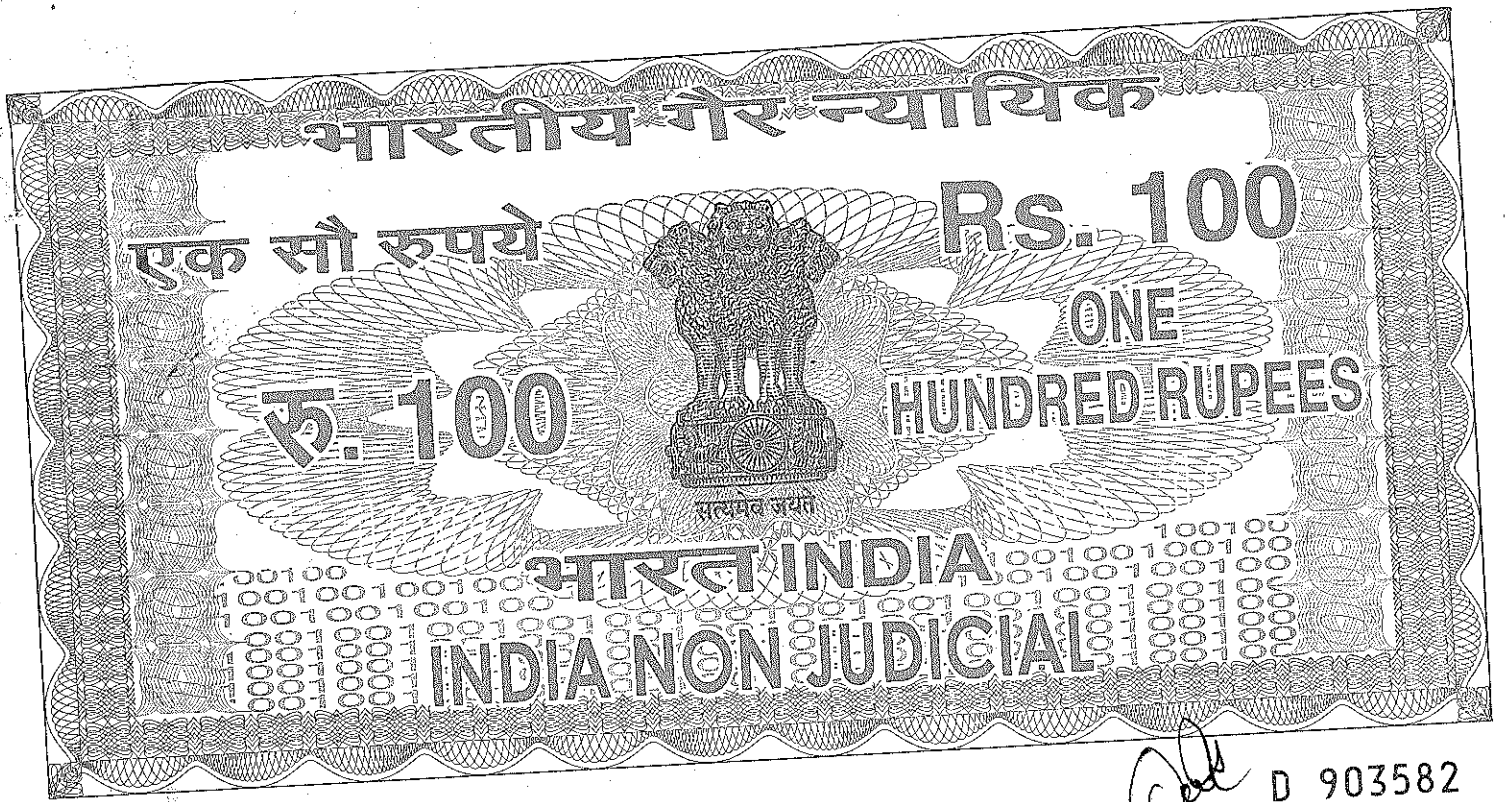 भारतीय गैर न्यायिक
एक सौ रुपये
Rs. 100
रु. 100
ONE
HUNDRED RUPEES
सत्यमेव जयते
भारत INDIA
INDIA NON JUDICIAL
D 903582